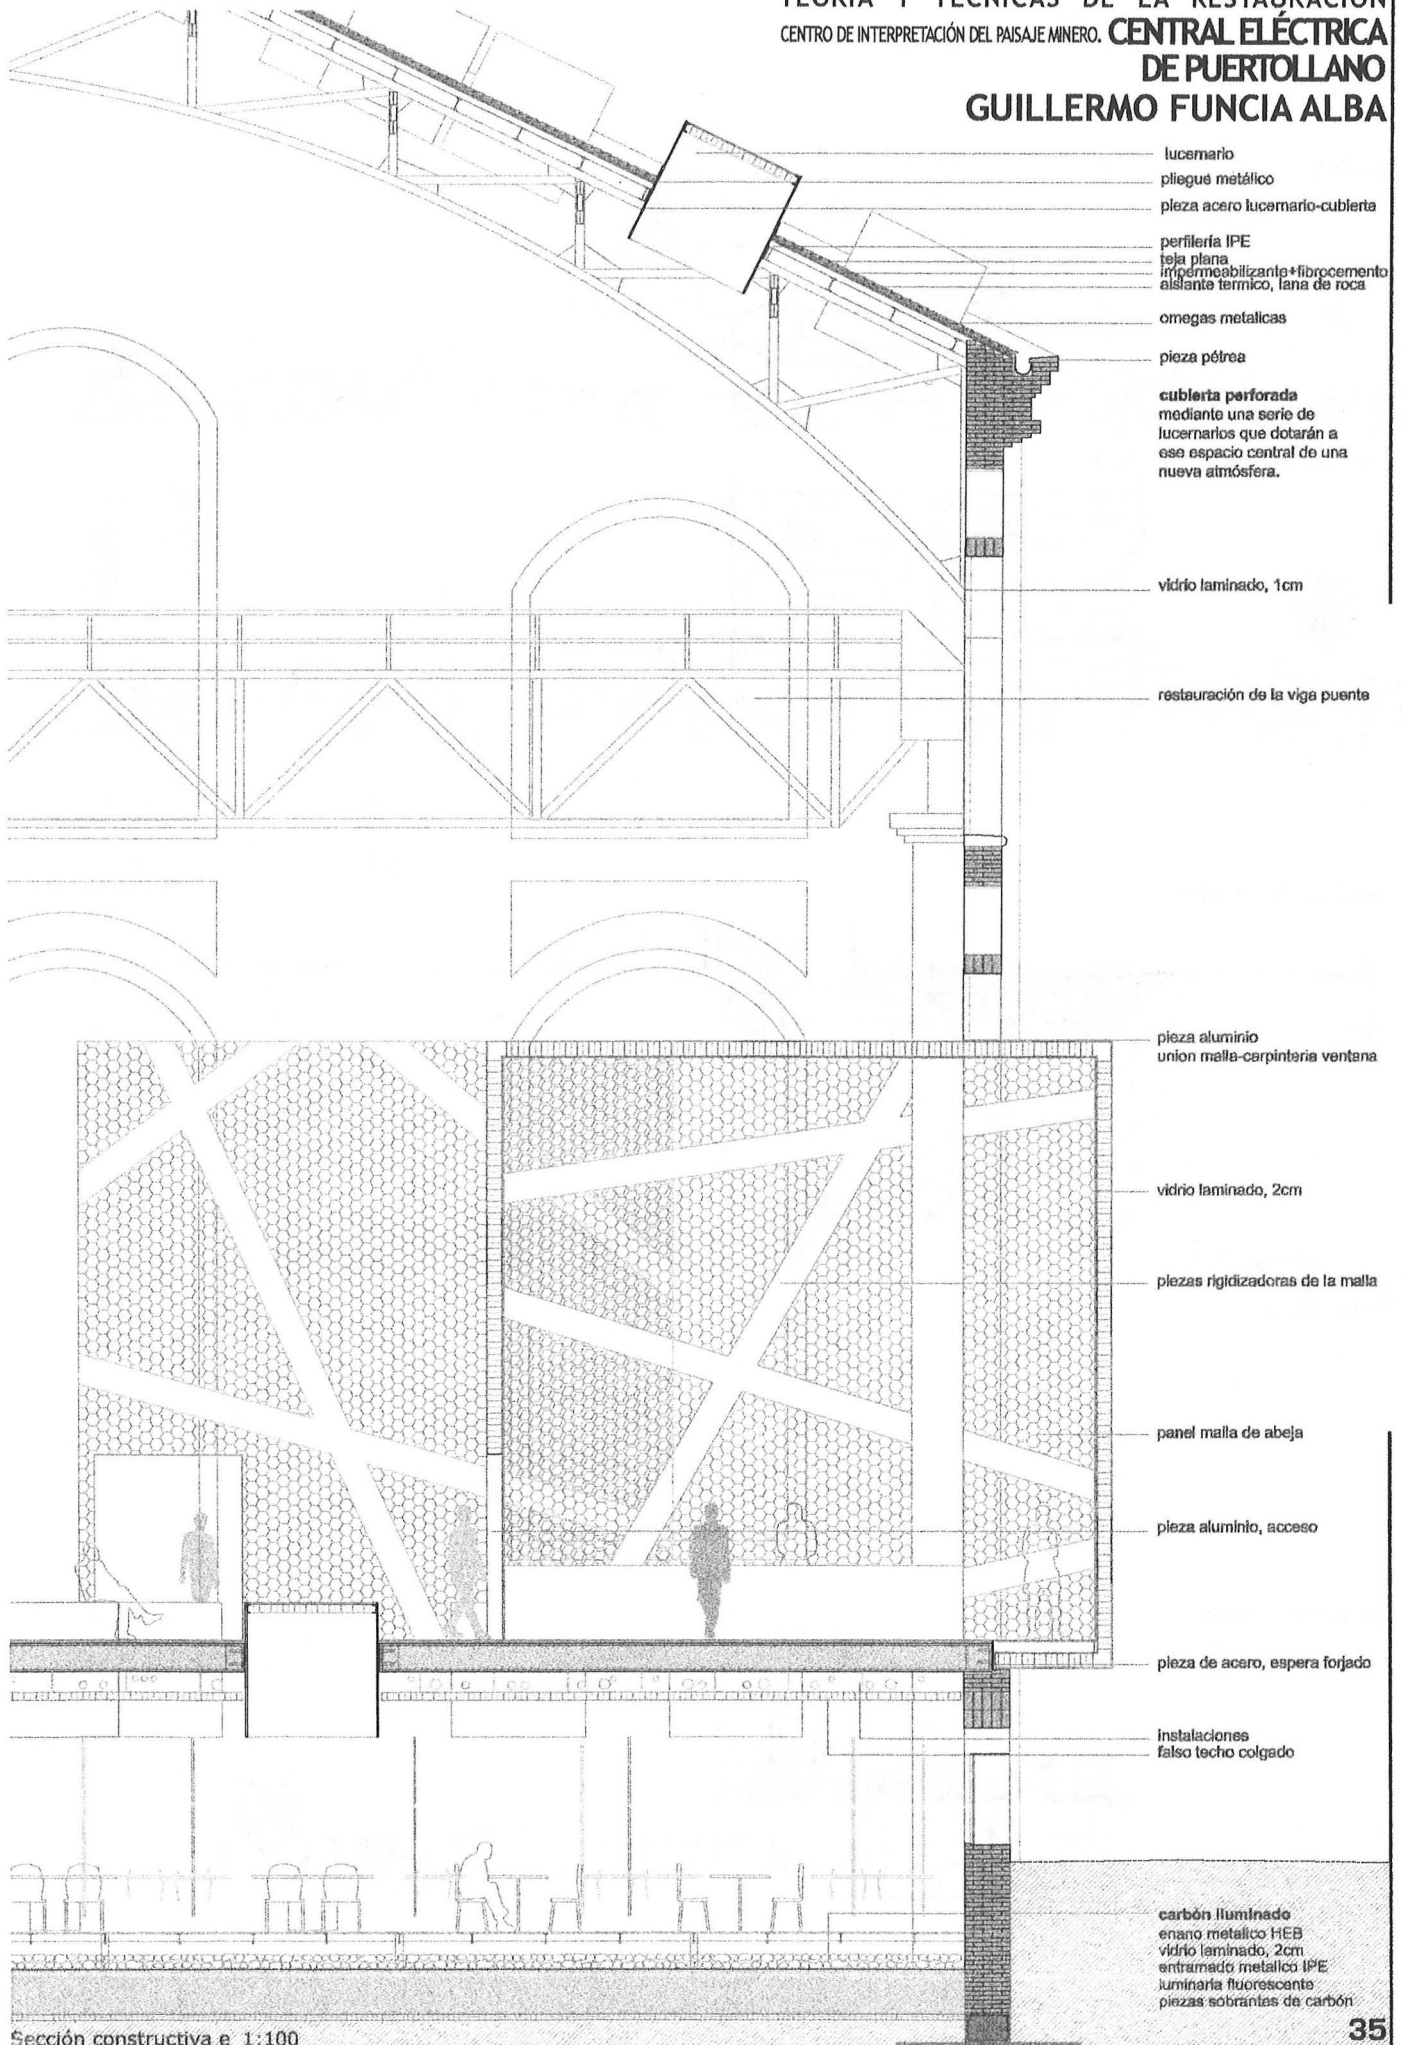 TEORÍA Y TÉCNICAS DE LA RESTAURACIÓN
CENTRO DE INTERPRETACIÓN DEL PAISAJE MINERO. CENTRAL ELÉCTRICA
DE PUERTOLLANO
GUILLERMO FUNCIA ALBA
lucernario
pliegue metálico
pieza acero lucernario-cubierta
perfilería IPE
teja plana
impermeabilizante+fibrocemento
aislante termico, lana de roca
omegas metalicas
pieza pétrea
cubierta perforada
mediante una serie de
lucernarios que dotarán a
ese espacio central de una
nueva atmósfera.
vidrio laminado, 1cm
restauración de la viga puente
pieza aluminio
union malla-carpinteria ventana
vidrio laminado, 2cm
piezas rigidizadoras de la malla
panel malla de abeja
pieza aluminio, acceso
pieza de acero, espera forjado
instalaciones
falso techo colgado
carbón iluminado
enano metalico HEB
vidrio laminado, 2cm
entramado metalico IPE
luminaria fluorescente
piezas sobrantes de carbón
35
Sección constructiva e 1:100